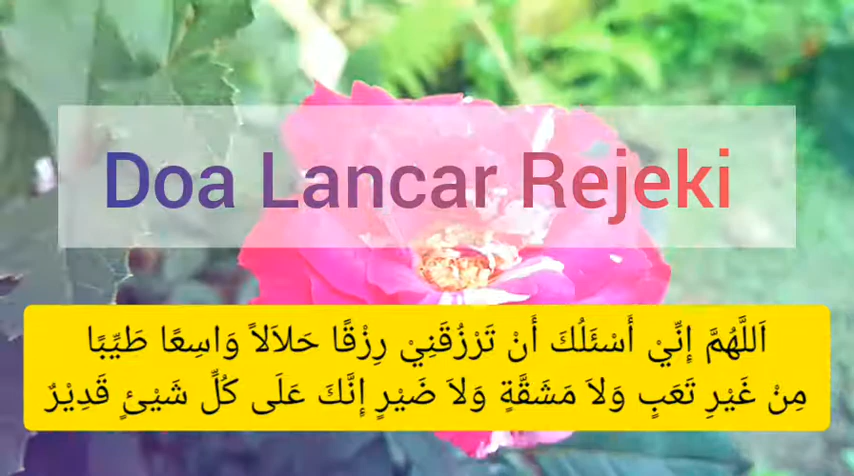 Doa Lancar Rejeki
اَللَّهُمَّ إِنِّيْ أَسْئَلُكَ أَنْ تَرْزُقَنِيْ رِزْقًا حَلاَلاً وَاسِعًا طَيِّبًا
مِنْ غَيْرِ تَعَبٍ وَلاَ مَشَقَّةٍ وَلاَ ضَيْرٍ إِنَّكَ عَلَى كُلِّ شَيْئٍ قَدِيْرٌ